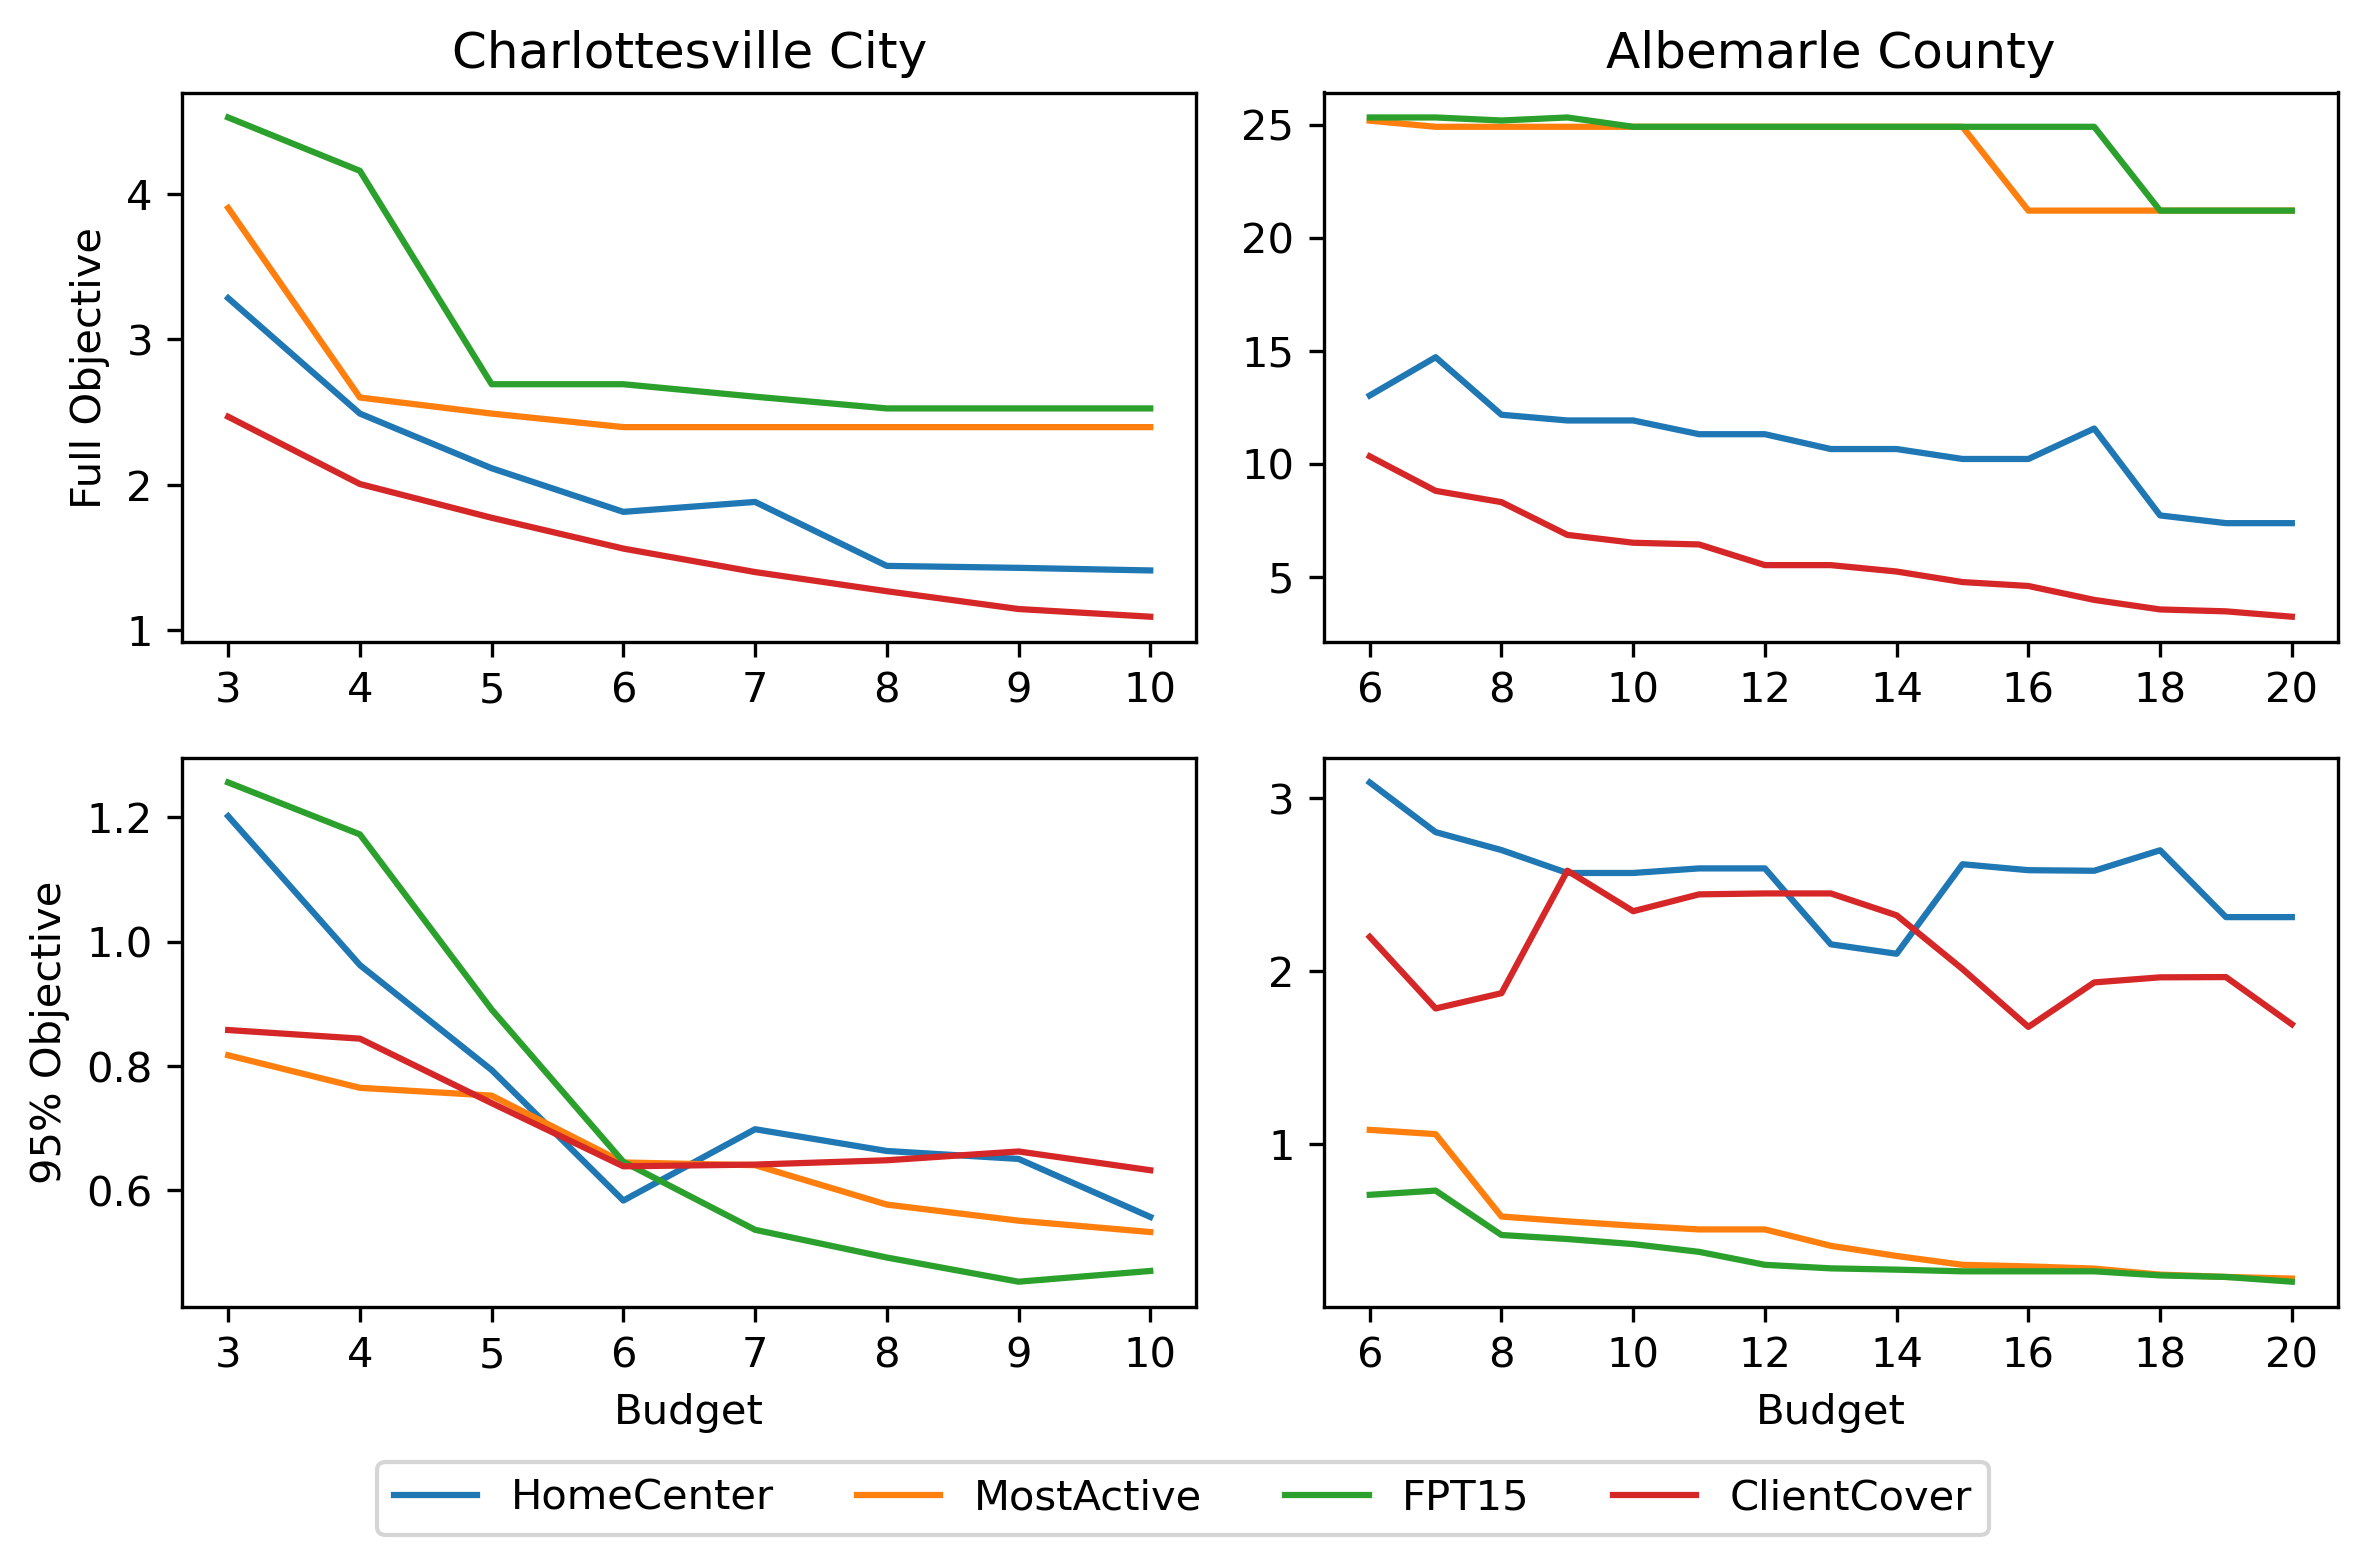 Charlottesville City
Albemarle County
Full Objective
4
3
2
1
3 4 5 6 7 8 9 10
25
20
15
10
5
6 8 10 12 14 16 18 20
95% Objective
1.2
1.0
0.8
0.6
3 4 5 6 7 8 9 10
Budget
3
2
1
6 8 10 12 14 16 18 20
Budget
HomeCenter MostActive FPT15 ClientCover